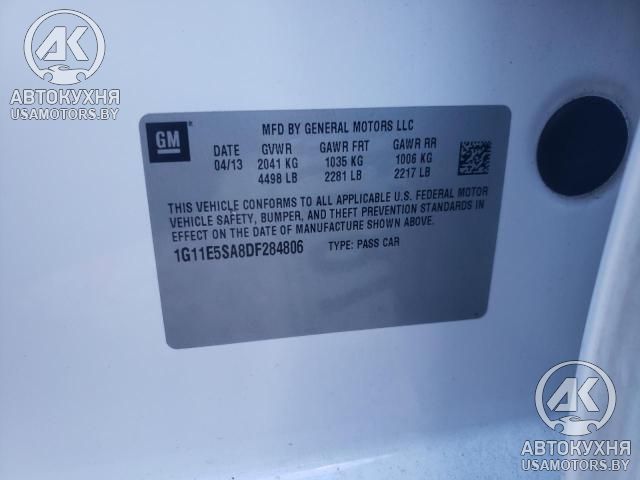 AK
АВТОКУХНЯ
USAMOTORS.BY
GM
MFD BY GENERAL MOTORS LLC
DATE GVWR GAWR FRT GAWR RR
04/13 2041 KG 1035 KG 1006 KG
4498 LB 2281 LB 2217 LB
THIS VEHICLE CONFORMS TO ALL APPLICABLE U.S. FEDERAL MOTOR
VEHICLE SAFETY, BUMPER, AND THEFT PREVENTION STANDARDS IN
EFFECT ON THE DATE OF MANUFACTURE SHOWN ABOVE.
1G11E5SA8DF284806 TYPE: PASS CAR
AK
АВТОКУХНЯ
USAMOTORS.BY